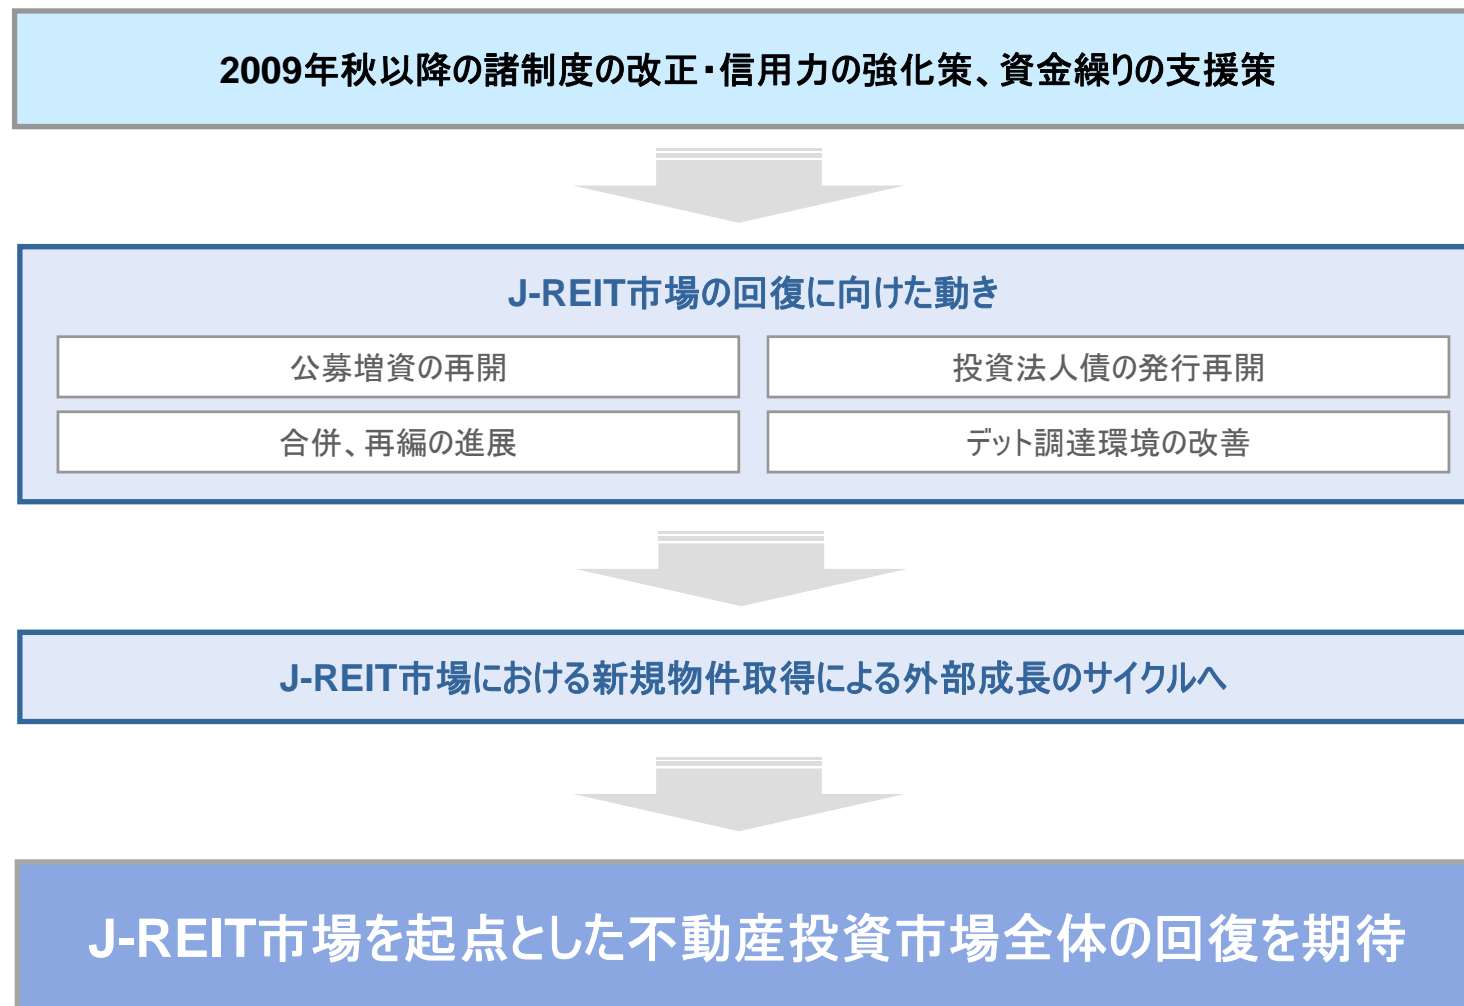 2009年秋以降の諸制度の改正・信用力の強化策、資金繰りの支援策
J-REIT市場の回復に向けた動き
公募増資の再開
投資法人債の発行再開
合併、再編の進展
デット調達環境の改善
J-REIT市場における新規物件取得による外部成長のサイクルへ
J-REIT市場を起点とした不動産投資市場全体の回復を期待